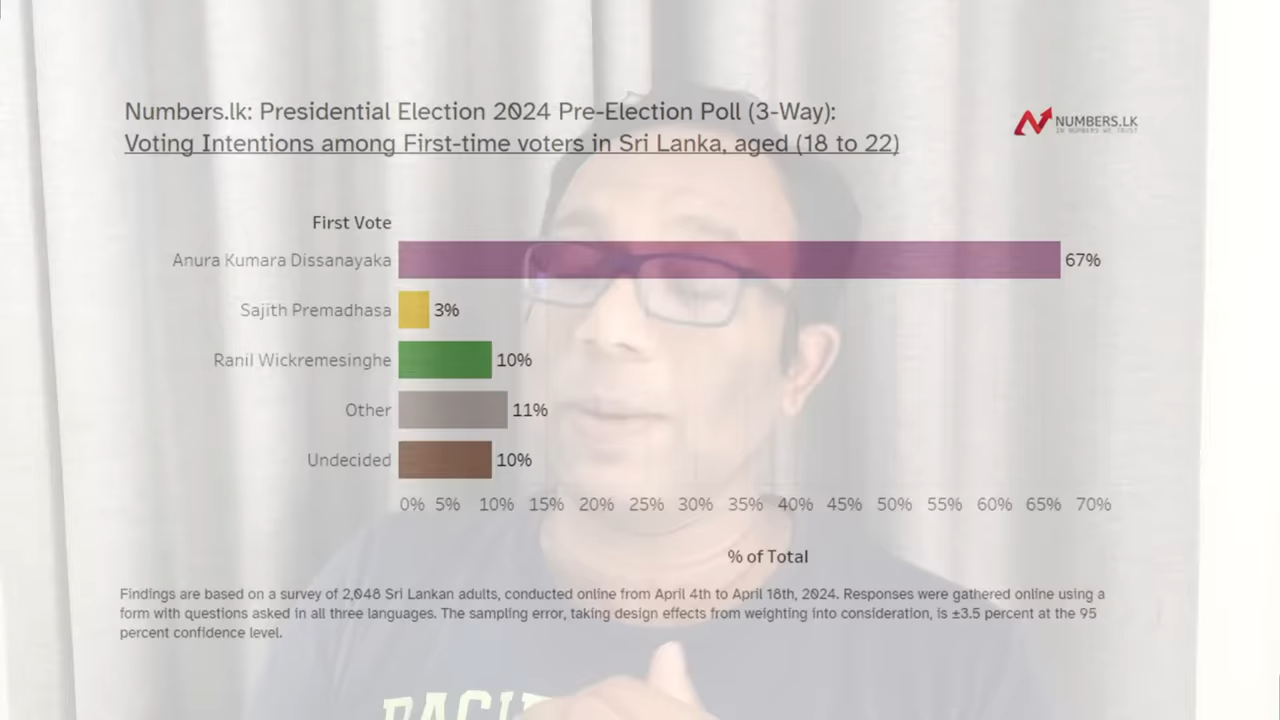 Numbers.lk: Presidential Election 2024 Pre-Election Poll (3-Way):
Voting Intentions among First-time voters in Sri Lanka, aged (18 to 22)
NUMBERS.LK
IN NUMBERS WE TRUST
First Vote
Anura Kumara Dissanayaka 67%
Sajith Premadhasa 3%
Ranil Wickremesinghe 10%
Other 11%
Undecided 10%
0% 5% 10% 15% 20% 25% 30% 35% 40% 45% 50% 55% 60% 65% 70%
% of Total
Findings are based on a survey of 2,048 Sri Lankan adults, conducted online from April 4th to April 18th, 2024. Responses were gathered online using a
form with questions asked in all three languages. The sampling error, taking design effects from weighting into consideration, is ±3.5 percent at the 95
percent confidence level.